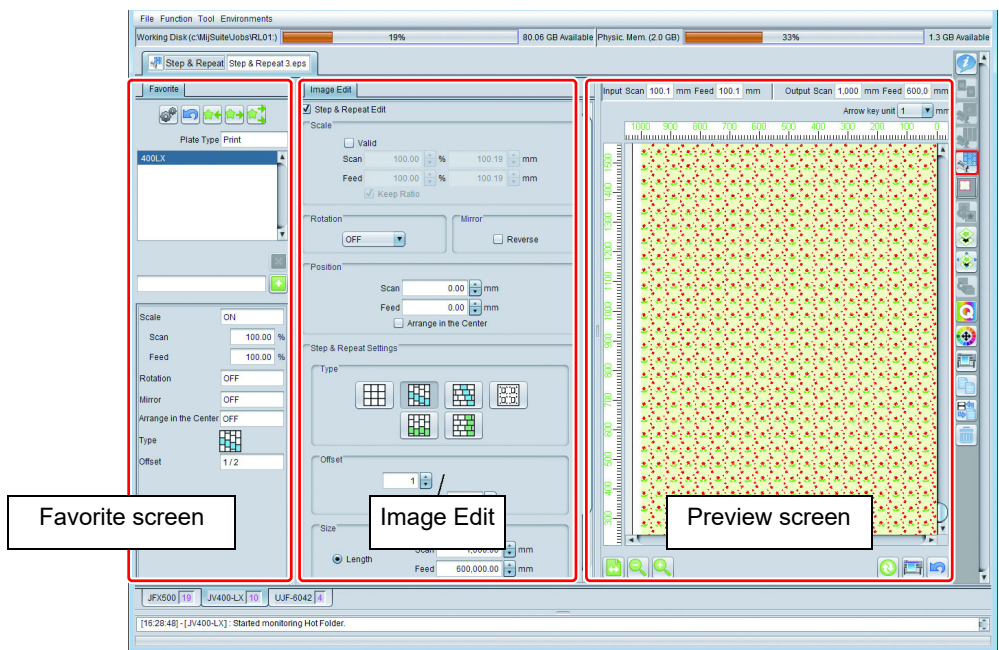 File Function Tool Environments
Working Disk (c:\MijSuite\Jobs\RL01:) 19% 80.06 GB Available Physic. Mem. (2.0 GB) 33% 1.3 GB Available
Step & Repeat Step & Repeat 3.eps
Favorite
Plate Type Print
400LX
Scale ON
Scan 100.00 %
Feed 100.00 %
Rotation OFF
Mirror OFF
Arrange in the Center OFF
Type
Offset 1 / 2
Favorite screen
Image Edit
Step & Repeat Edit
Scale
Valid
Scan 100.00 % 100.19 mm
Feed 100.00 % 100.19 mm
Keep Ratio
Rotation Mirror
OFF Reverse
Position
Scan 0.00 mm
Feed 0.00 mm
Arrange in the Center
Step & Repeat Settings
Type
Offset
1 /
Image Edit
Size
Length
Scan 1,000.00 mm
Feed 600,000.00 mm
Input Scan 100.1 mm Feed 100.1 mm Output Scan 1,000 mm Feed 600,0 mm
Arrow key unit 1 mm
1000 900 800 700 600 500 400 300 200 100 0
1500
1400
1300
1200
1100
1000
900
800
700
600
500
400
300
Preview screen
JFX500 19 JV400-LX 10 UJF-6042 4
[16:28:48] - [JV400-LX] : Started monitoring Hot Folder.